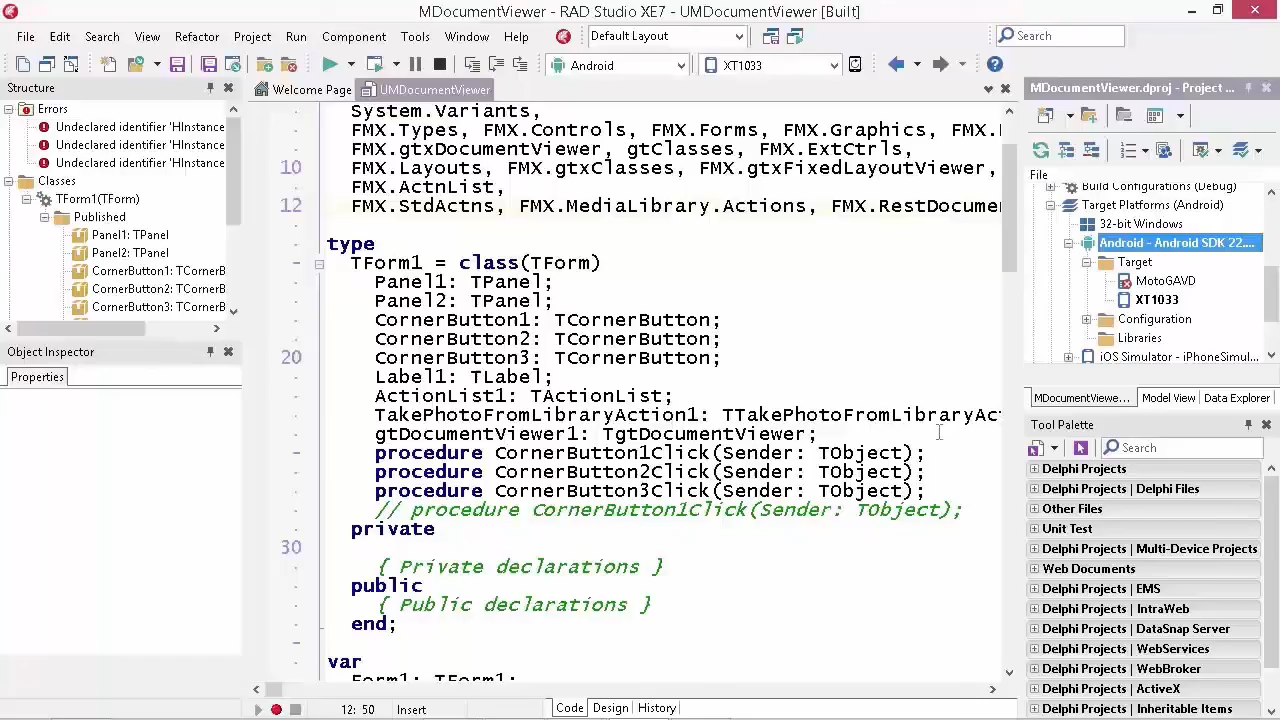 MDocumentViewer - RAD Studio XE7 - UMDocumentViewer [Built]
File Edit Search View Refactor Project Run Component Tools Window Help Default Layout Search
Android XT1033
Structure
Errors
Undeclared identifier 'HInstance
Undeclared identifier 'HInstance
Undeclared identifier 'HInstance
Classes
TForm1(TForm)
Published
Panel1: TPanel
Panel2: TPanel
CornerButton1: TCornerB
CornerButton2: TCornerB
CornerButton3: TCornerB
Object Inspector
Properties
Welcome Page UMDocumentViewer
System.Variants,
FMX.Types, FMX.Controls, FMX.Forms, FMX.Graphics, FMX.
FMX.gtxDocumentViewer, gtClasses, FMX.ExtCtrls,
10 FMX.Layouts, FMX.gtxClasses, FMX.gtxFixedLayoutViewer,
FMX.ActnList,
12 FMX.StdActns, FMX.MediaLibrary.Actions, FMX.RestDocume
type
TForm1 = class(TForm)
Panel1: TPanel;
Panel2: TPanel;
CornerButton1: TCornerButton;
CornerButton2: TCornerButton;
20 CornerButton3: TCornerButton;
Label1: TLabel;
ActionList1: TActionList;
TakePhotoFromLibraryAction1: TTakePhotoFromLibraryAct
gtDocumentViewer1: TgtDocumentViewer;
procedure CornerButton1Click(Sender: TObject);
procedure CornerButton2Click(Sender: TObject);
procedure CornerButton3Click(Sender: TObject);
// procedure CornerButton1Click(Sender: TObject);
private
30
{ Private declarations }
public
{ Public declarations }
end;
var
Form1: TForm1;
12: 50 Insert Code Design History
MDocumentViewer.dproj - Project ...
File
Build Configurations (Debug)
Target Platforms (Android)
32-bit Windows
Android - Android SDK 22....
Target
MotoGAVD
XT1033
Configuration
Libraries
iOS Simulator - iPhoneSimul...
MDocumentViewe... Model View Data Explorer
Tool Palette
Search
Delphi Projects
Delphi Projects | Delphi Files
Other Files
Unit Test
Delphi Projects | Multi-Device Projects
Web Documents
Delphi Projects | EMS
Delphi Projects | IntraWeb
Delphi Projects | DataSnap Server
Delphi Projects | WebServices
Delphi Projects | WebBroker
Delphi Projects | ActiveX
Delphi Projects | Inheritable Items